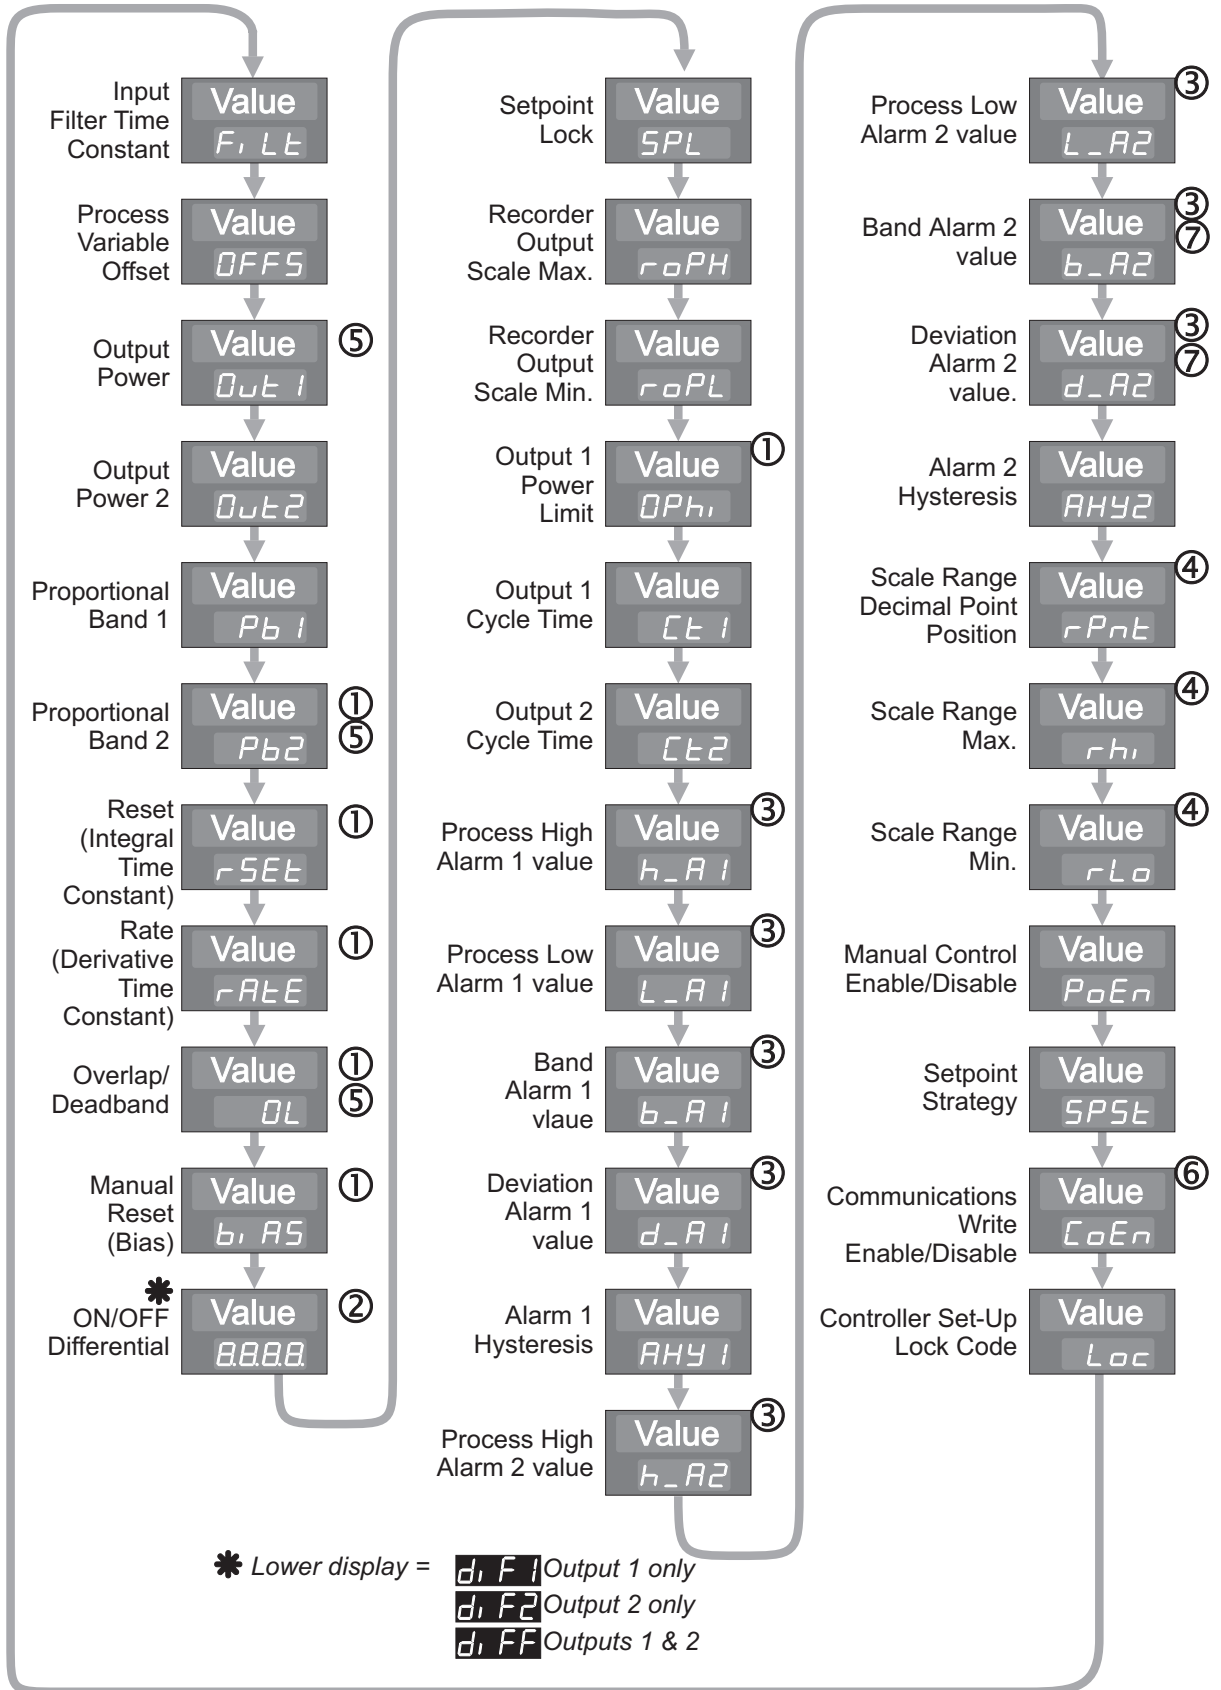 Input
Filter Time
Constant
Value
FiLt
Process
Variable
Offset
Value
OFFS
Output
Power
Value
Out1
⑤
Output
Power 2
Value
Out2
Proportional
Band 1
Value
Pb1
Proportional
Band 2
Value
Pb2
①
⑤
Reset
(Integral
Time
Constant)
Value
rSEt
①
Rate
(Derivative
Time
Constant)
Value
rAtE
①
Overlap/
Deadband
Value
OL
①
⑤
Manual
Reset
(Bias)
Value
biAS
①
✱
ON/OFF
Differential
Value
8.8.8.8.
②
Setpoint
Lock
Value
SPL
Recorder
Output
Scale Max.
Value
roPH
Recorder
Output
Scale Min.
Value
roPL
Output 1
Power
Limit
Value
OPhi
①
Output 1
Cycle Time
Value
Ct1
Output 2
Cycle Time
Value
Ct2
Process High
Alarm 1 value
Value
h_A1
③
Process Low
Alarm 1 value
Value
L_A1
③
Band
Alarm 1
vlaue
Value
b_A1
③
Deviation
Alarm 1
value
Value
d_A1
③
Alarm 1
Hysteresis
Value
AHY1
Process High
Alarm 2 value
Value
h_A2
③
Process Low
Alarm 2 value
Value
L_A2
③
Band Alarm 2
value
Value
b_A2
③
⑦
Deviation
Alarm 2
value.
Value
d_A2
③
⑦
Alarm 2
Hysteresis
Value
AHY2
Scale Range
Decimal Point
Position
Value
rPnt
④
Scale Range
Max.
Value
rhi
④
Scale Range
Min.
Value
rLo
④
Manual Control
Enable/Disable
Value
PoEn
Setpoint
Strategy
Value
SPSt
Communications
Write
Enable/Disable
Value
CoEn
⑥
Controller Set-Up
Lock Code
Value
Loc
✱ Lower display = diF1 Output 1 only
diF2 Output 2 only
diFF Outputs 1 & 2